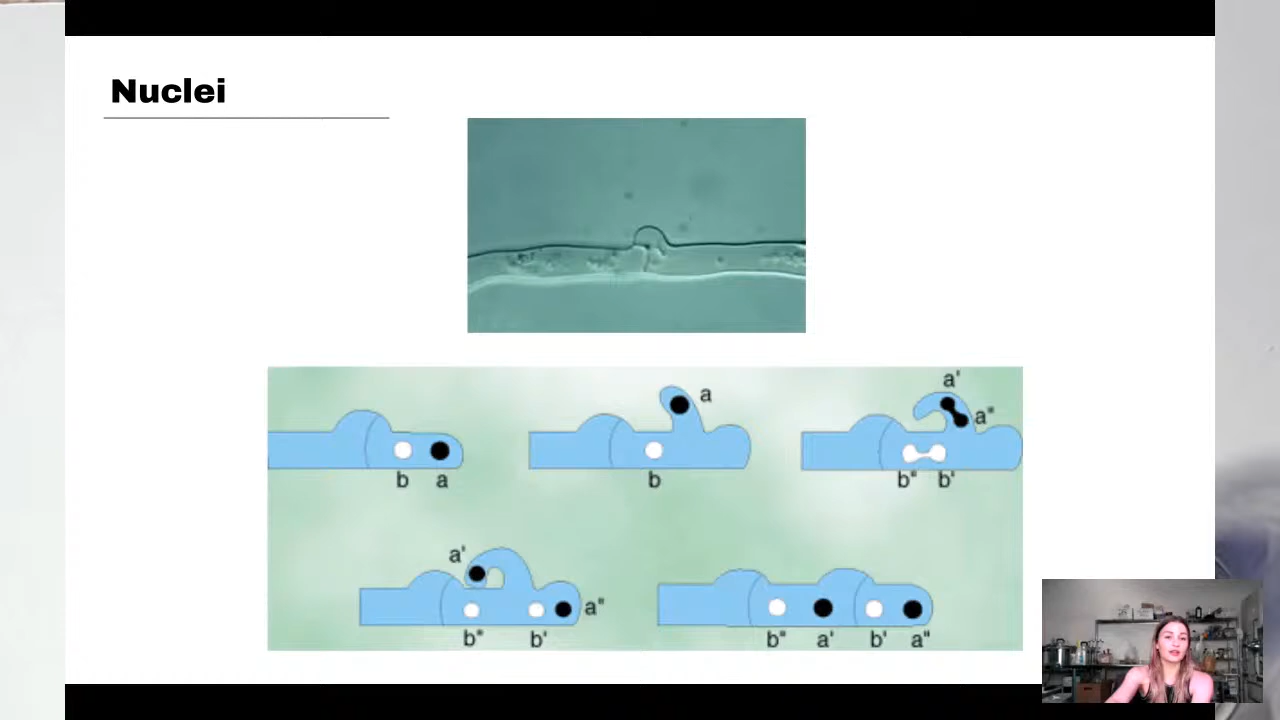 Nuclei
a'
a
a"
b a
b
b" b'
a'
a"
b" b'
b" a' b' a"